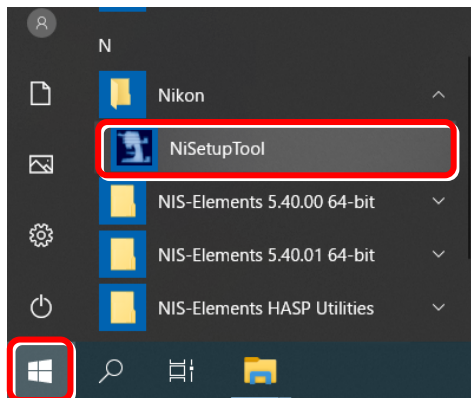 N
Nikon
NiSetupTool
NIS-Elements 5.40.00 64-bit
NIS-Elements 5.40.01 64-bit
NIS-Elements HASP Utilities